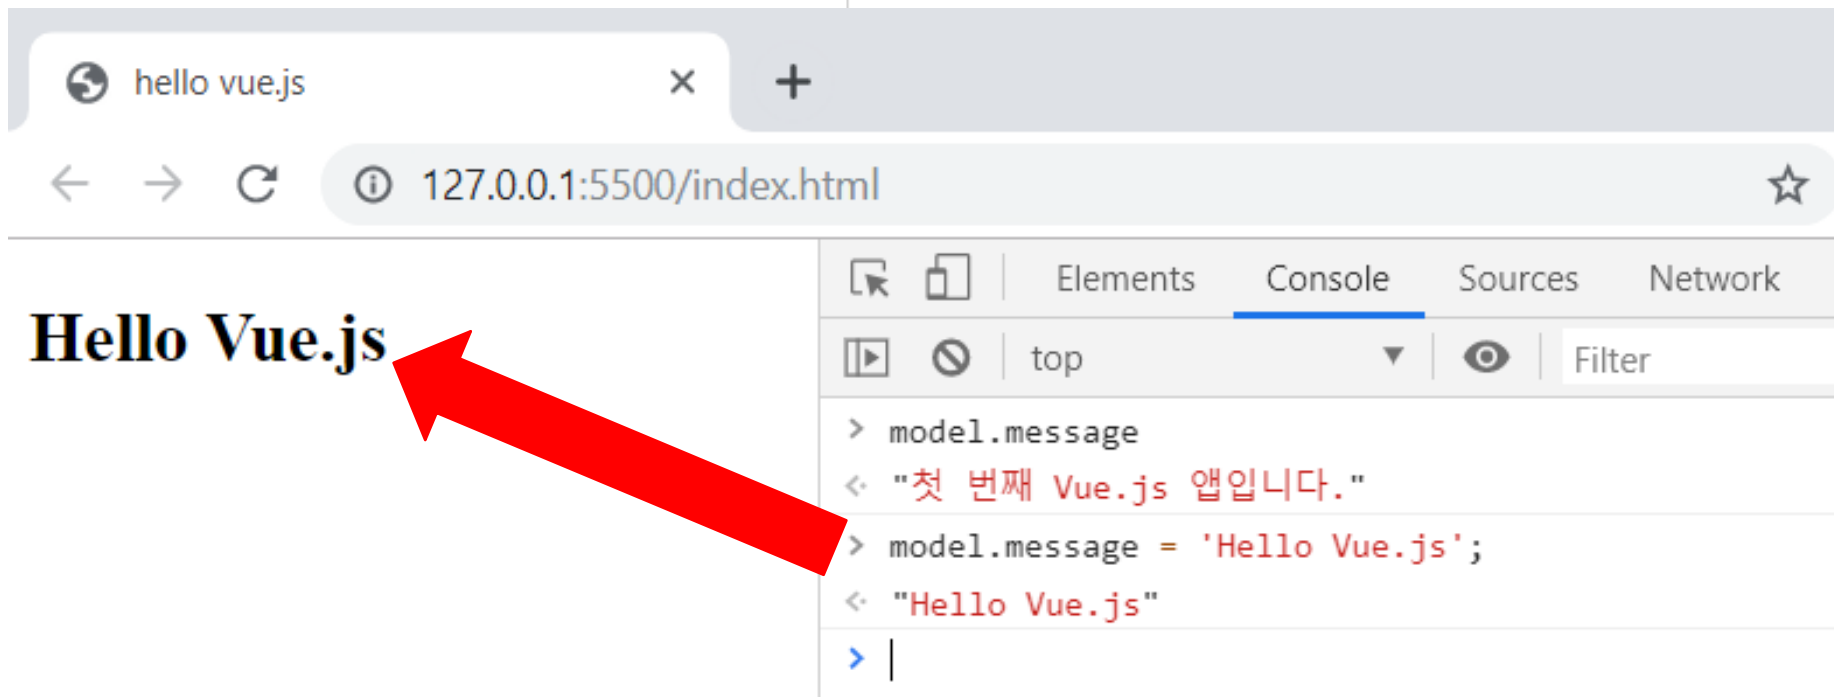 hello vue.js
127.0.0.1:5500/index.html
Hello Vue.js
Elements Console Sources Network
top Filter
> model.message
"첫 번째 Vue.js 앱입니다."
> model.message = 'Hello Vue.js';
"Hello Vue.js"
>